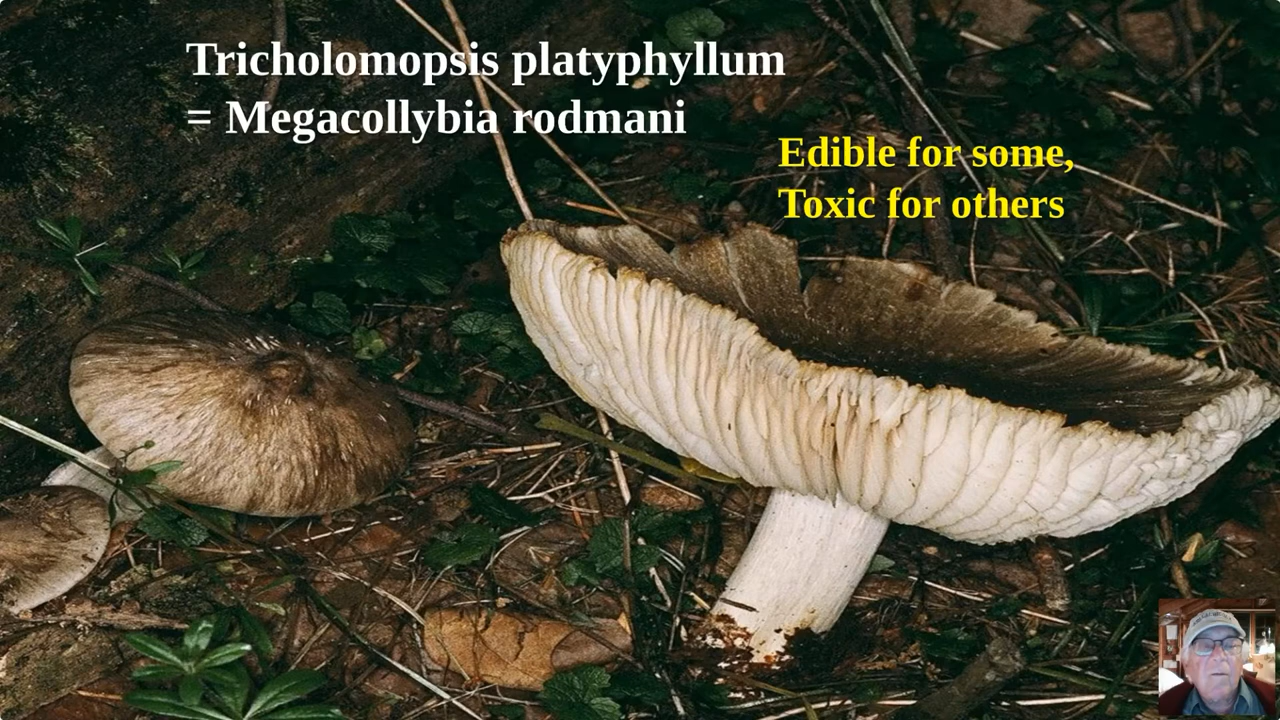 Tricholomopsis platyphyllum
= Megacollybia rodmani
Edible for some,
Toxic for others